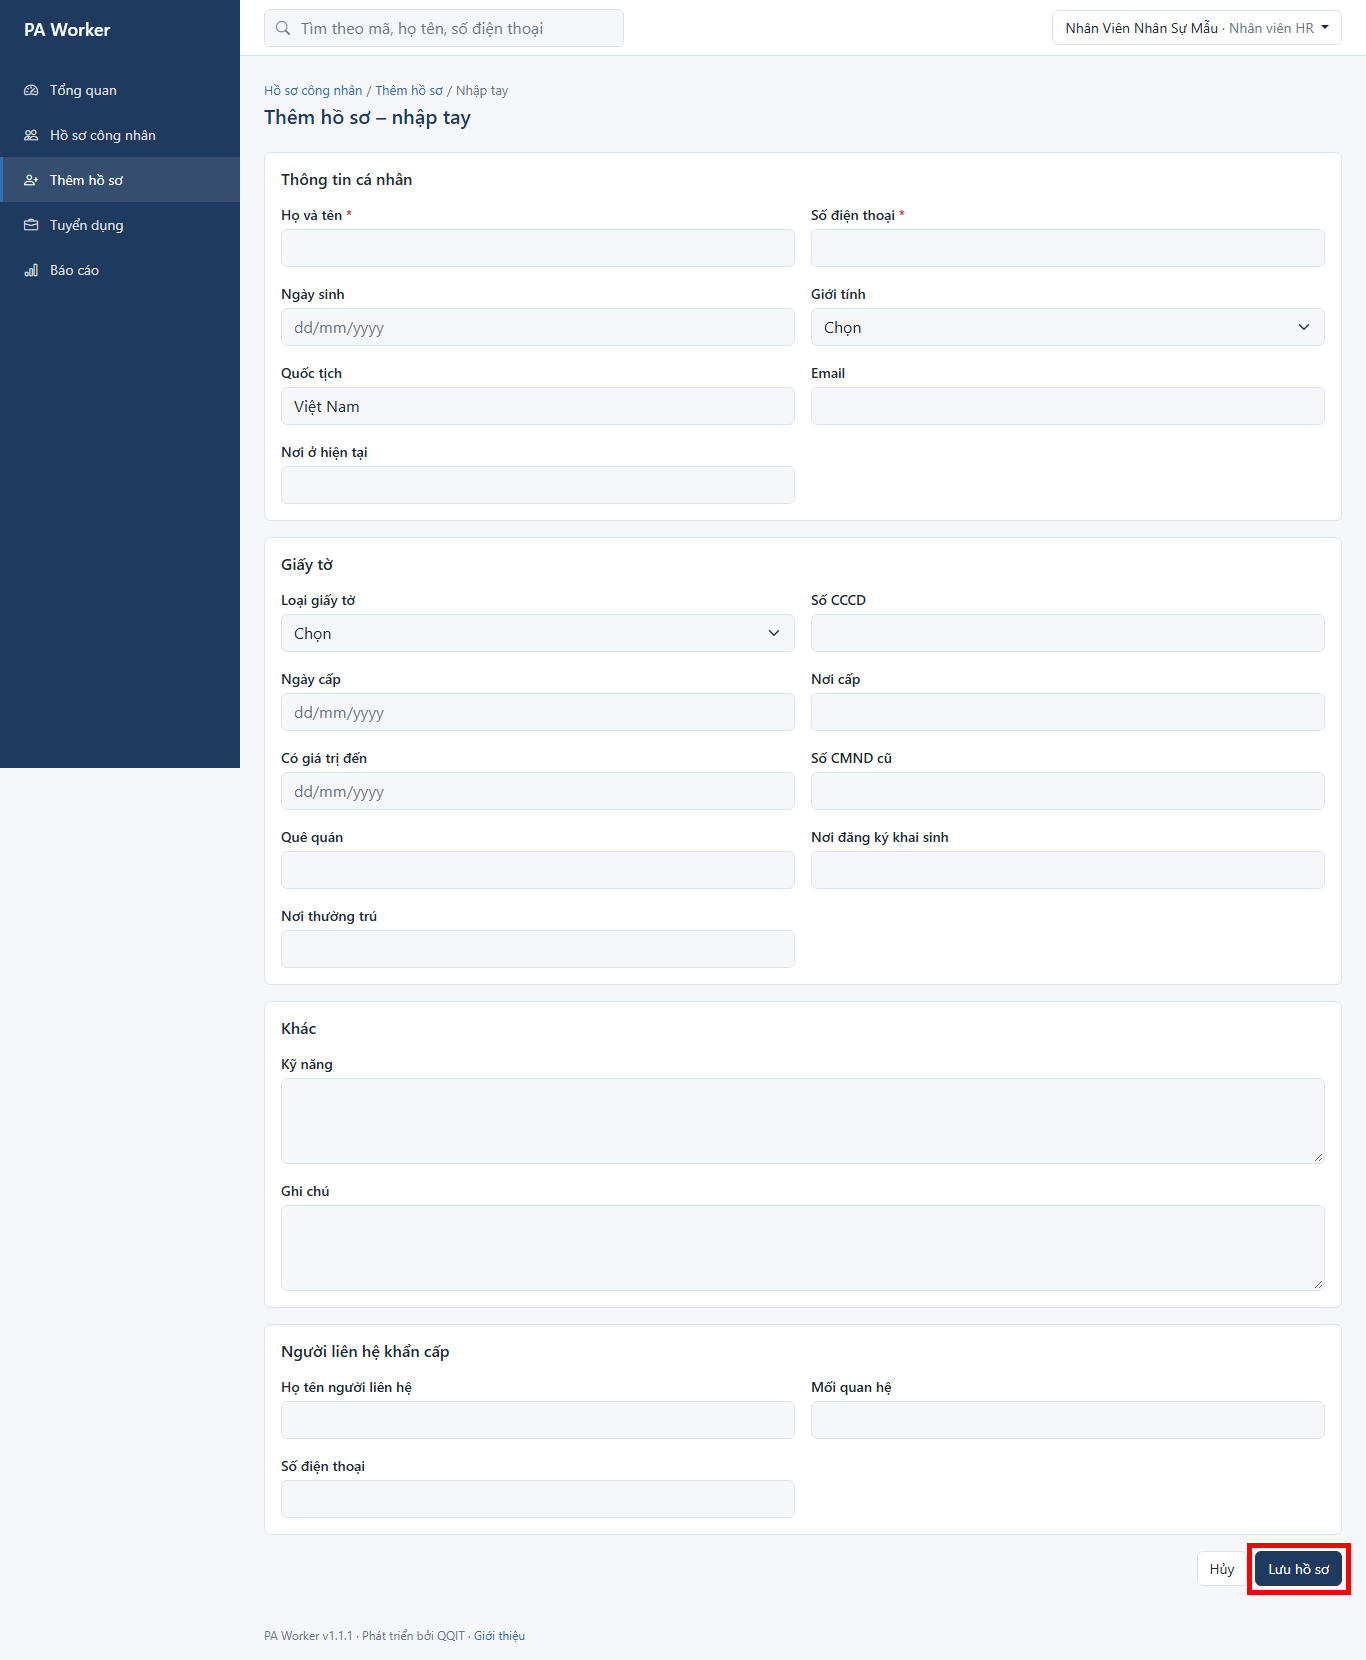 PA Worker
Tìm theo mã, họ tên, số điện thoại
Nhân Viên Nhân Sự Mẫu · Nhân viên HR
Tổng quan
Hồ sơ công nhân
Thêm hồ sơ
Tuyển dụng
Báo cáo
Hồ sơ công nhân / Thêm hồ sơ / Nhập tay
Thêm hồ sơ – nhập tay
Thông tin cá nhân
Họ và tên *
Số điện thoại *
Ngày sinh
Giới tính
dd/mm/yyyy
Chọn
Quốc tịch
Email
Việt Nam
Nơi ở hiện tại
Giấy tờ
Loại giấy tờ
Số CCCD
Chọn
Ngày cấp
Nơi cấp
dd/mm/yyyy
Có giá trị đến
Số CMND cũ
dd/mm/yyyy
Quê quán
Nơi đăng ký khai sinh
Nơi thường trú
Khác
Kỹ năng
Ghi chú
Người liên hệ khẩn cấp
Họ tên người liên hệ
Mối quan hệ
Số điện thoại
Hủy
Lưu hồ sơ
PA Worker v1.1.1 · Phát triển bởi QQIT · Giới thiệu